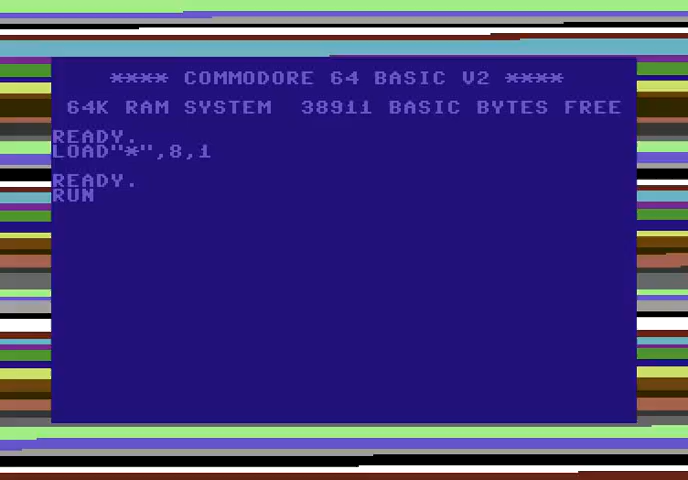 **** COMMODORE 64 BASIC V2 ****
64K RAM SYSTEM  38911 BASIC BYTES FREE
READY.
LOAD"*",8,1
READY.
RUN